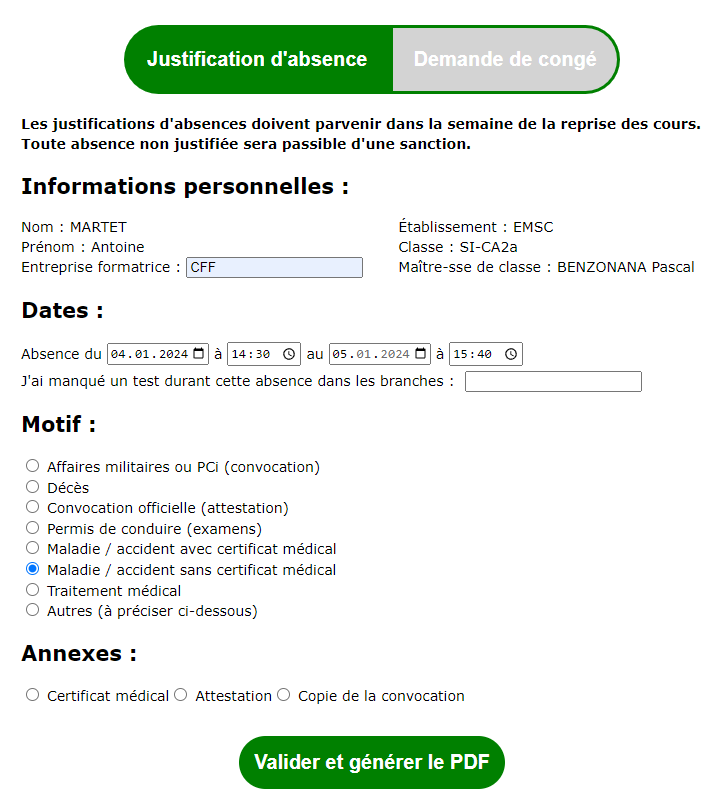 Justification d'absence Demande de congé
Les justifications d'absences doivent parvenir dans la semaine de la reprise des cours.
Toute absence non justifiée sera passible d'une sanction.
Informations personnelles :
Nom : MARTET Établissement : EMSC
Prénom : Antoine Classe : SI-CA2a
Entreprise formatrice : CFF Maître-sse de classe : BENZONANA Pascal
Dates :
Absence du 04.01.2024 à 14:30 au 05.01.2024 à 15:40
J'ai manqué un test durant cette absence dans les branches :
Motif :
Affaires militaires ou PCi (convocation)
Décès
Convocation officielle (attestation)
Permis de conduire (examens)
Maladie / accident avec certificat médical
Maladie / accident sans certificat médical
Traitement médical
Autres (à préciser ci-dessous)
Annexes :
Certificat médical Attestation Copie de la convocation
Valider et générer le PDF